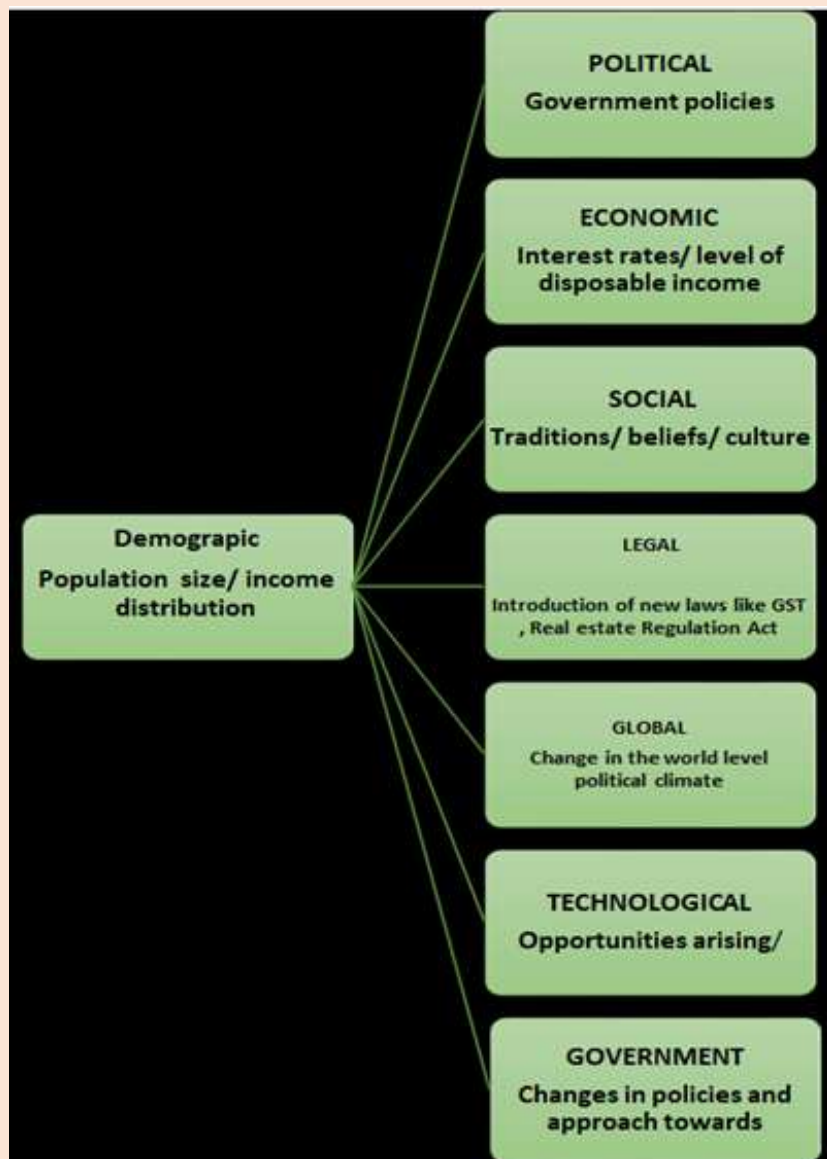 POLITICAL
Government policies
ECONOMIC
Interest rates/ level of
disposable income
SOCIAL
Traditions/ beliefs/ culture
Demograpic
Population size/ income
distribution
LEGAL
Introduction of new laws like GST
, Real estate Regulation Act
GLOBAL
Change in the world level
political climate
TECHNOLOGICAL
Opportunities arising/
GOVERNMENT
Changes in policies and
approach towards